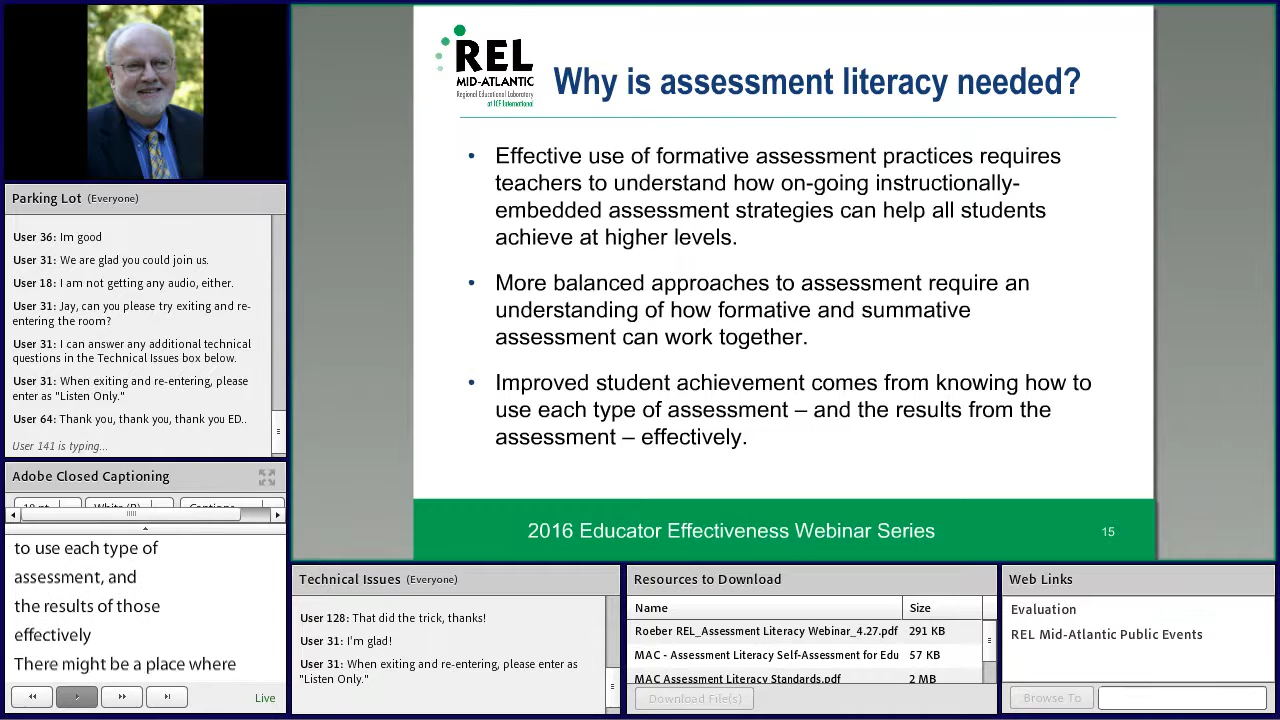 REL
MID-ATLANTIC
Regional Educational Laboratory
at ICF International
Why is assessment literacy needed?
• Effective use of formative assessment practices requires
teachers to understand how on-going instructionally-
embedded assessment strategies can help all students
achieve at higher levels.
• More balanced approaches to assessment require an
understanding of how formative and summative
assessment can work together.
• Improved student achievement comes from knowing how to
use each type of assessment – and the results from the
assessment – effectively.
2016 Educator Effectiveness Webinar Series
15
Parking Lot (Everyone)
User 36: Im good
User 31: We are glad you could join us.
User 18: I am not getting any audio, either.
User 31: Jay, can you please try exiting and re-
entering the room?
User 31: I can answer any additional technical
questions in the Technical Issues box below.
User 31: When exiting and re-entering, please
enter as "Listen Only."
User 64: Thank you, thank you, thank you ED..
User 141 is typing...
Adobe Closed Captioning
to use each type of
assessment, and
the results of those
effectively
There might be a place where
Live
Technical Issues (Everyone)
User 128: That did the trick, thanks!
User 31: I'm glad!
User 31: When exiting and re-entering, please enter as
"Listen Only."
Resources to Download
Name Size
Roeber REL_Assessment Literacy Webinar_4.27.pdf 291 KB
MAC - Assessment Literacy Self-Assessment for Edu 57 KB
MAC Assessment Literacy Standards.pdf 2 MB
Download File(s)
Web Links
Evaluation
REL Mid-Atlantic Public Events
Browse To